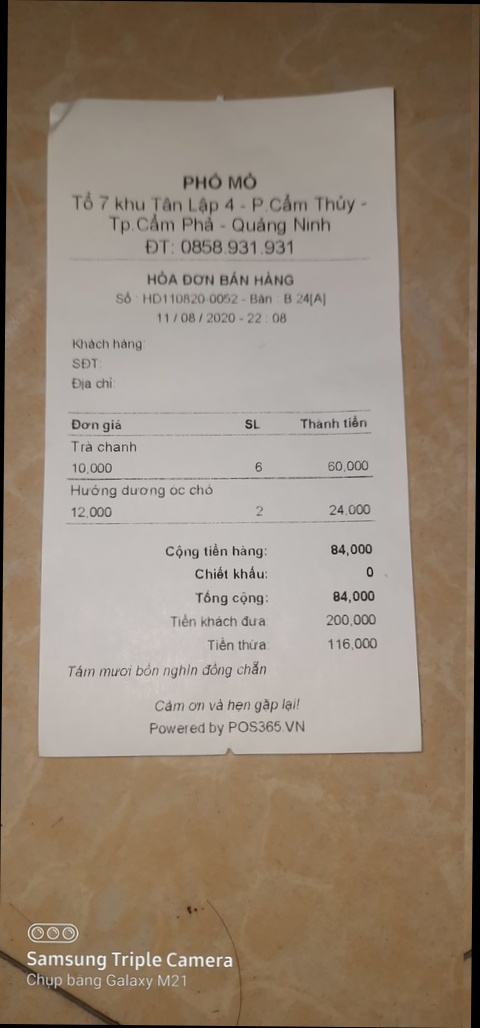 PHỐ MỎ
Tổ 7 khu Tân Lập 4 - P.Cẩm Thủy -
Tp.Cẩm Phả - Quảng Ninh
ĐT: 0858.931.931
HÓA ĐƠN BÁN HÀNG
Số : HD110820-0052 - Bàn : B 24[A]
11 / 08 / 2020 - 22 : 08
Khách hàng:
SĐT:
Địa chỉ:
Đơn giá SL Thành tiền
Trà chanh
10,000 6 60,000
Hướng dương óc chó
12,000 2 24,000
Cộng tiền hàng: 84,000
Chiết khấu: 0
Tổng cộng: 84,000
Tiền khách đưa: 200,000
Tiền thừa: 116,000
Tám mươi bốn nghìn đồng chẵn
Cảm ơn và hẹn gặp lại!
Powered by POS365.VN
Samsung Triple Camera
Chụp bằng Galaxy M21